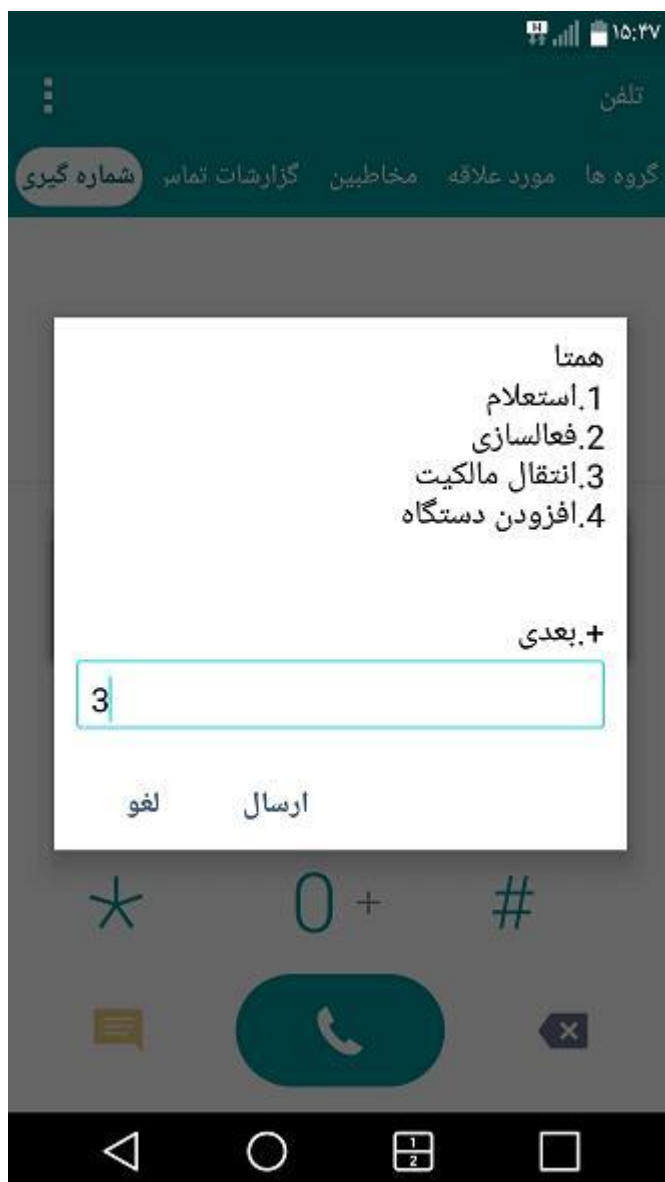 ۱۵:۴۷
تلفن
گروه ها مورد علاقه مخاطبین گزارشات تماس شماره گیری
همتا
1.استعلام
2.فعالسازی
3.انتقال مالکیت
4.افزودن دستگاه
+.بعدی
3
لغو ارسال
* 0 + #